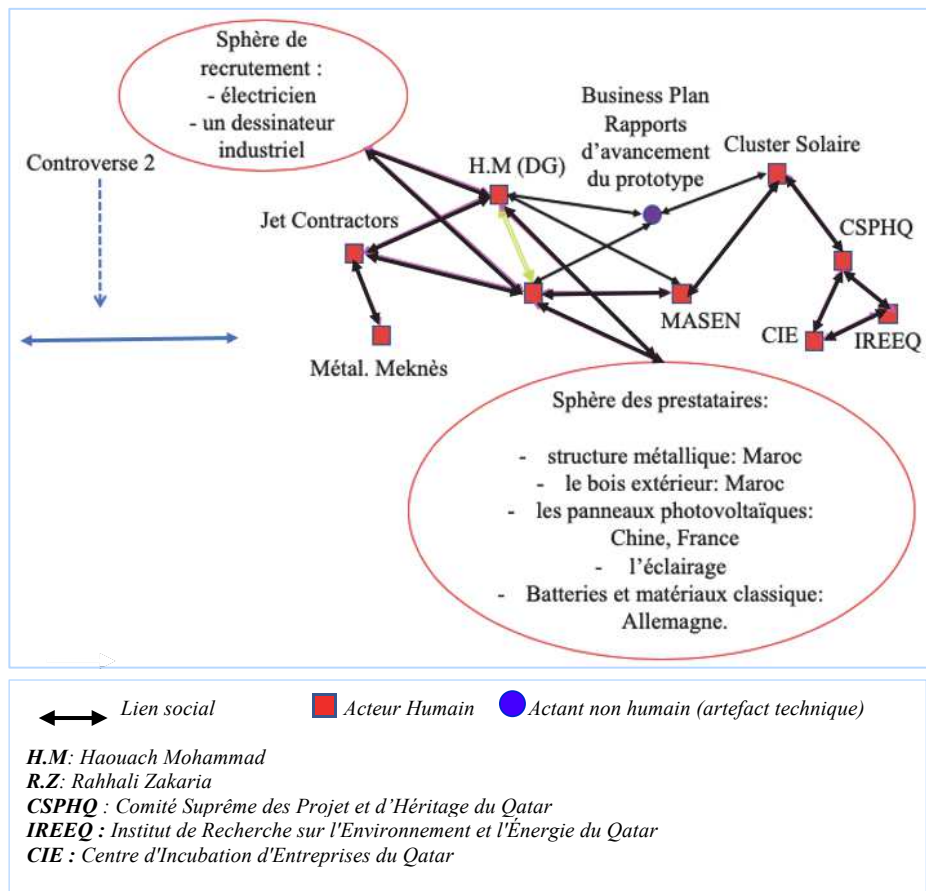 Sphère de
recrutement :
- électricien
- un dessinateur
industriel
Controverse 2
Jet Contractors
H.M (DG)
Business Plan
Rapports
d'avancement
du prototype
Cluster Solaire
CSPHQ
MASEN
CIE
IREEQ
Métal. Meknès
Sphère des prestataires:
- structure métallique: Maroc
- le bois extérieur: Maroc
- les panneaux photovoltaïques:
Chine, France
- l'éclairage
- Batteries et matériaux classique:
Allemagne.
Lien social
Acteur Humain
Actant non humain (artefact technique)
H.M: Haouach Mohammad
R.Z: Rahhali Zakaria
CSPHQ : Comité Suprême des Projet et d'Héritage du Qatar
IREEQ : Institut de Recherche sur l'Environnement et l'Énergie du Qatar
CIE : Centre d'Incubation d'Entreprises du Qatar